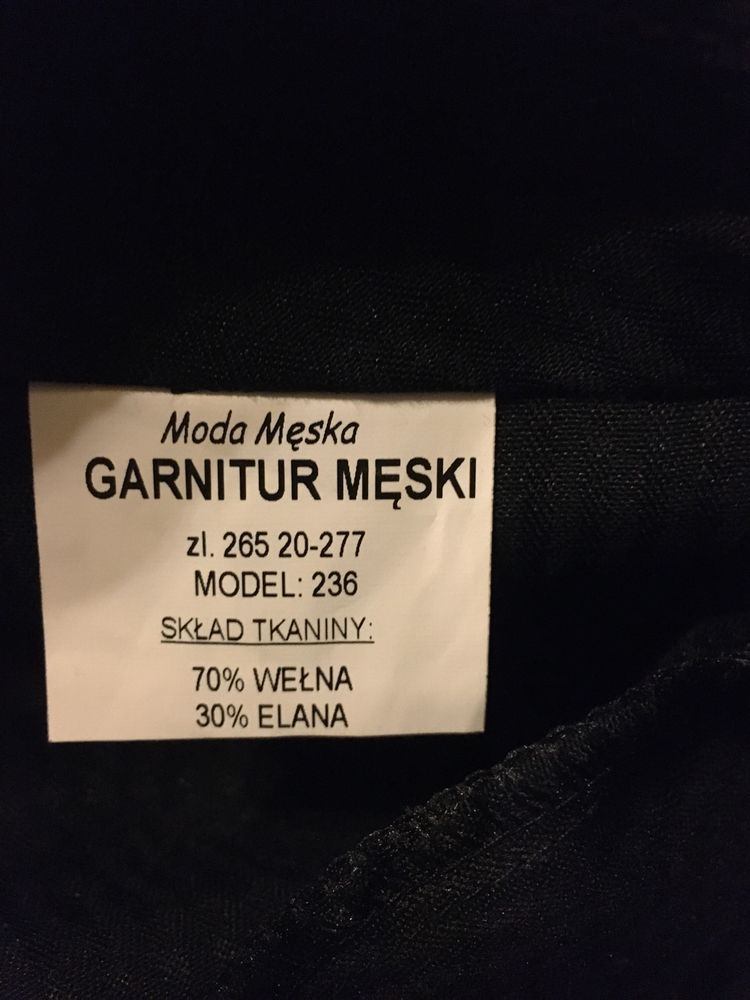 Moda Męska
GARNITUR MĘSKI
zl. 265 20-277
MODEL: 236
SKŁAD TKANINY:
70% WEŁNA
30% ELANA